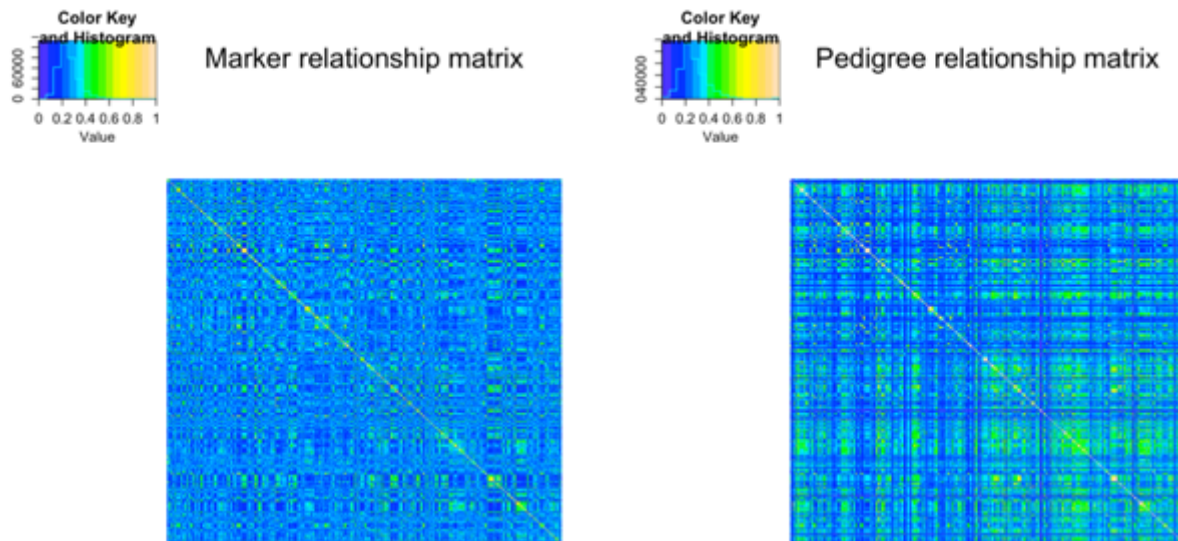 Color Key
and Histogram
0 60000
0 0.2 0.4 0.6 0.8 1
Value
Marker relationship matrix
Color Key
and Histogram
040000
0 0.2 0.4 0.6 0.8 1
Value
Pedigree relationship matrix